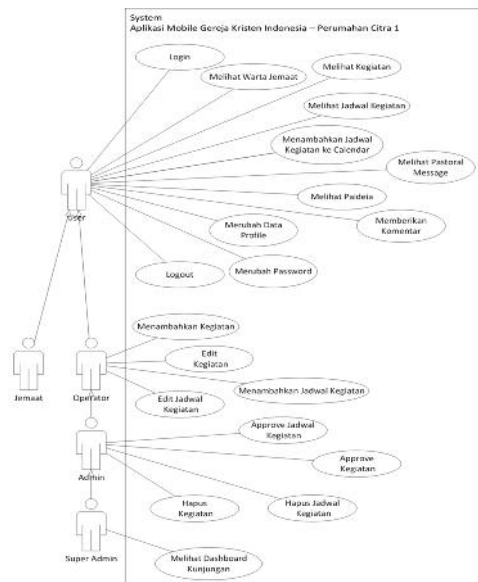 System
Aplikasi Mobile Gereja Kristen Indonesia – Perumahan Citra 1
Login
Melihat Warta Jemaat
Melihat Kegiatan
Melihat Jadwal Kegiatan
Menambahkan Jadwal
Kegiatan ke Calendar
Melihat Pastoral
Message
Melihat Paideia
Memberikan
Komentar
User
Merubah Data
Profile
Logout
Merubah Password
Menambahkan Kegiatan
Edit
Kegiatan
Menambahkan Jadwal Kegiatan
Edit Jadwal
Kegiatan
Jemaat
Operator
Approve Jadwal
Kegiatan
Approve
Kegiatan
Admin
Hapus
Kegiatan
Hapus Jadwal
Kegiatan
Super Admin
Melihat Dashboard
Kunjungan